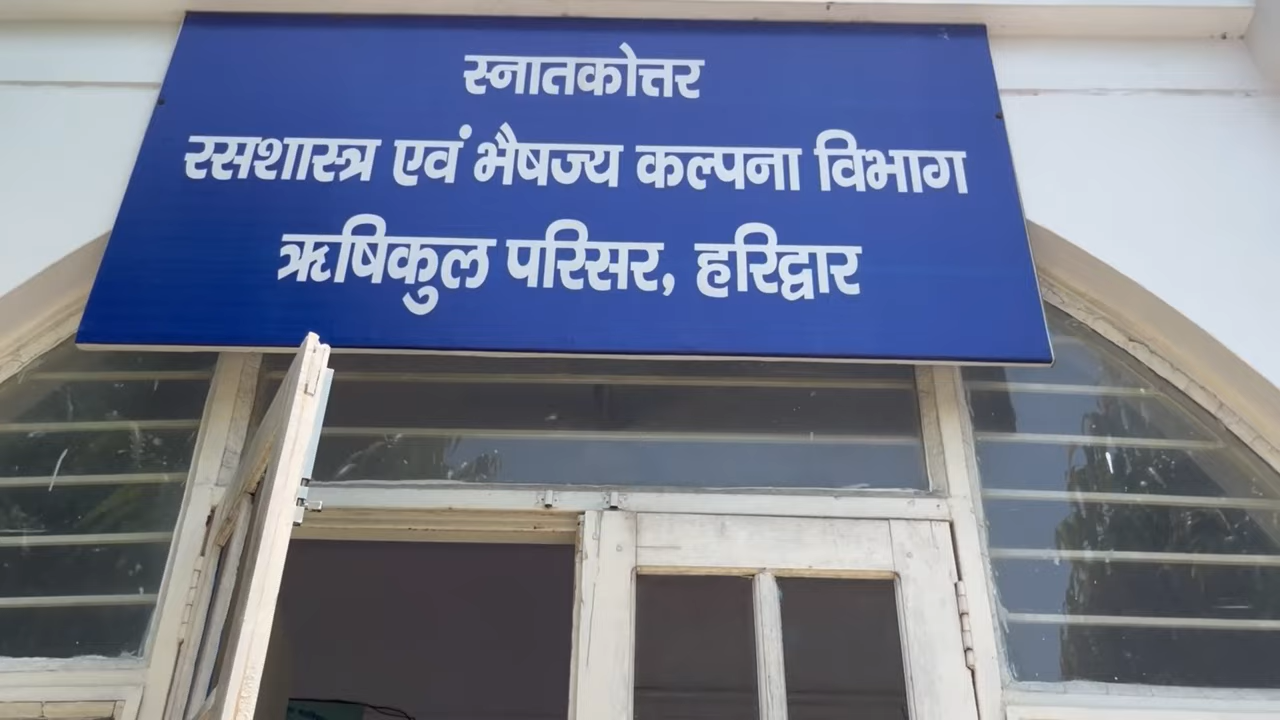 स्नातकोत्तर
रसशास्त्र एवं भैषज्य कल्पना विभाग
ऋषिकुल परिसर, हरिद्वार